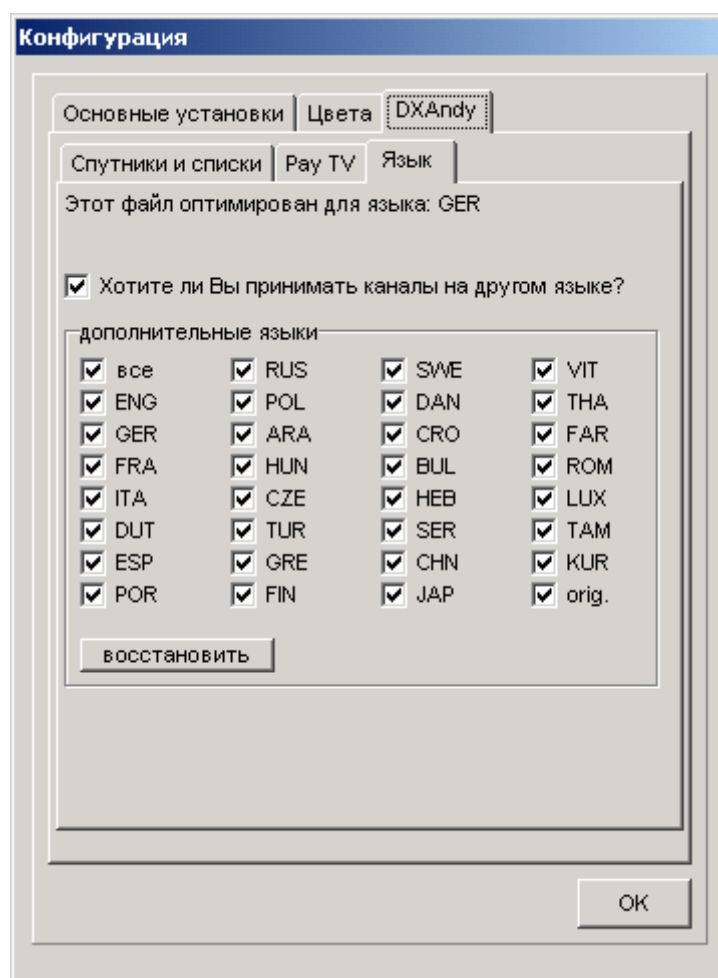 Конфигурация
Основные установки Цвета DXAndy
Спутники и списки Pay TV Язык
Этот файл оптимирован для языка: GER
Хотите ли Вы принимать каналы на другом языке?
дополнительные языки
все RUS SWE VIT
ENG POL DAN THA
GER ARA CRO FAR
FRA HUN BUL ROM
ITA CZE HEB LUX
DUT TUR SER TAM
ESP GRE CHN KUR
POR FIN JAP orig.
восстановить
OK